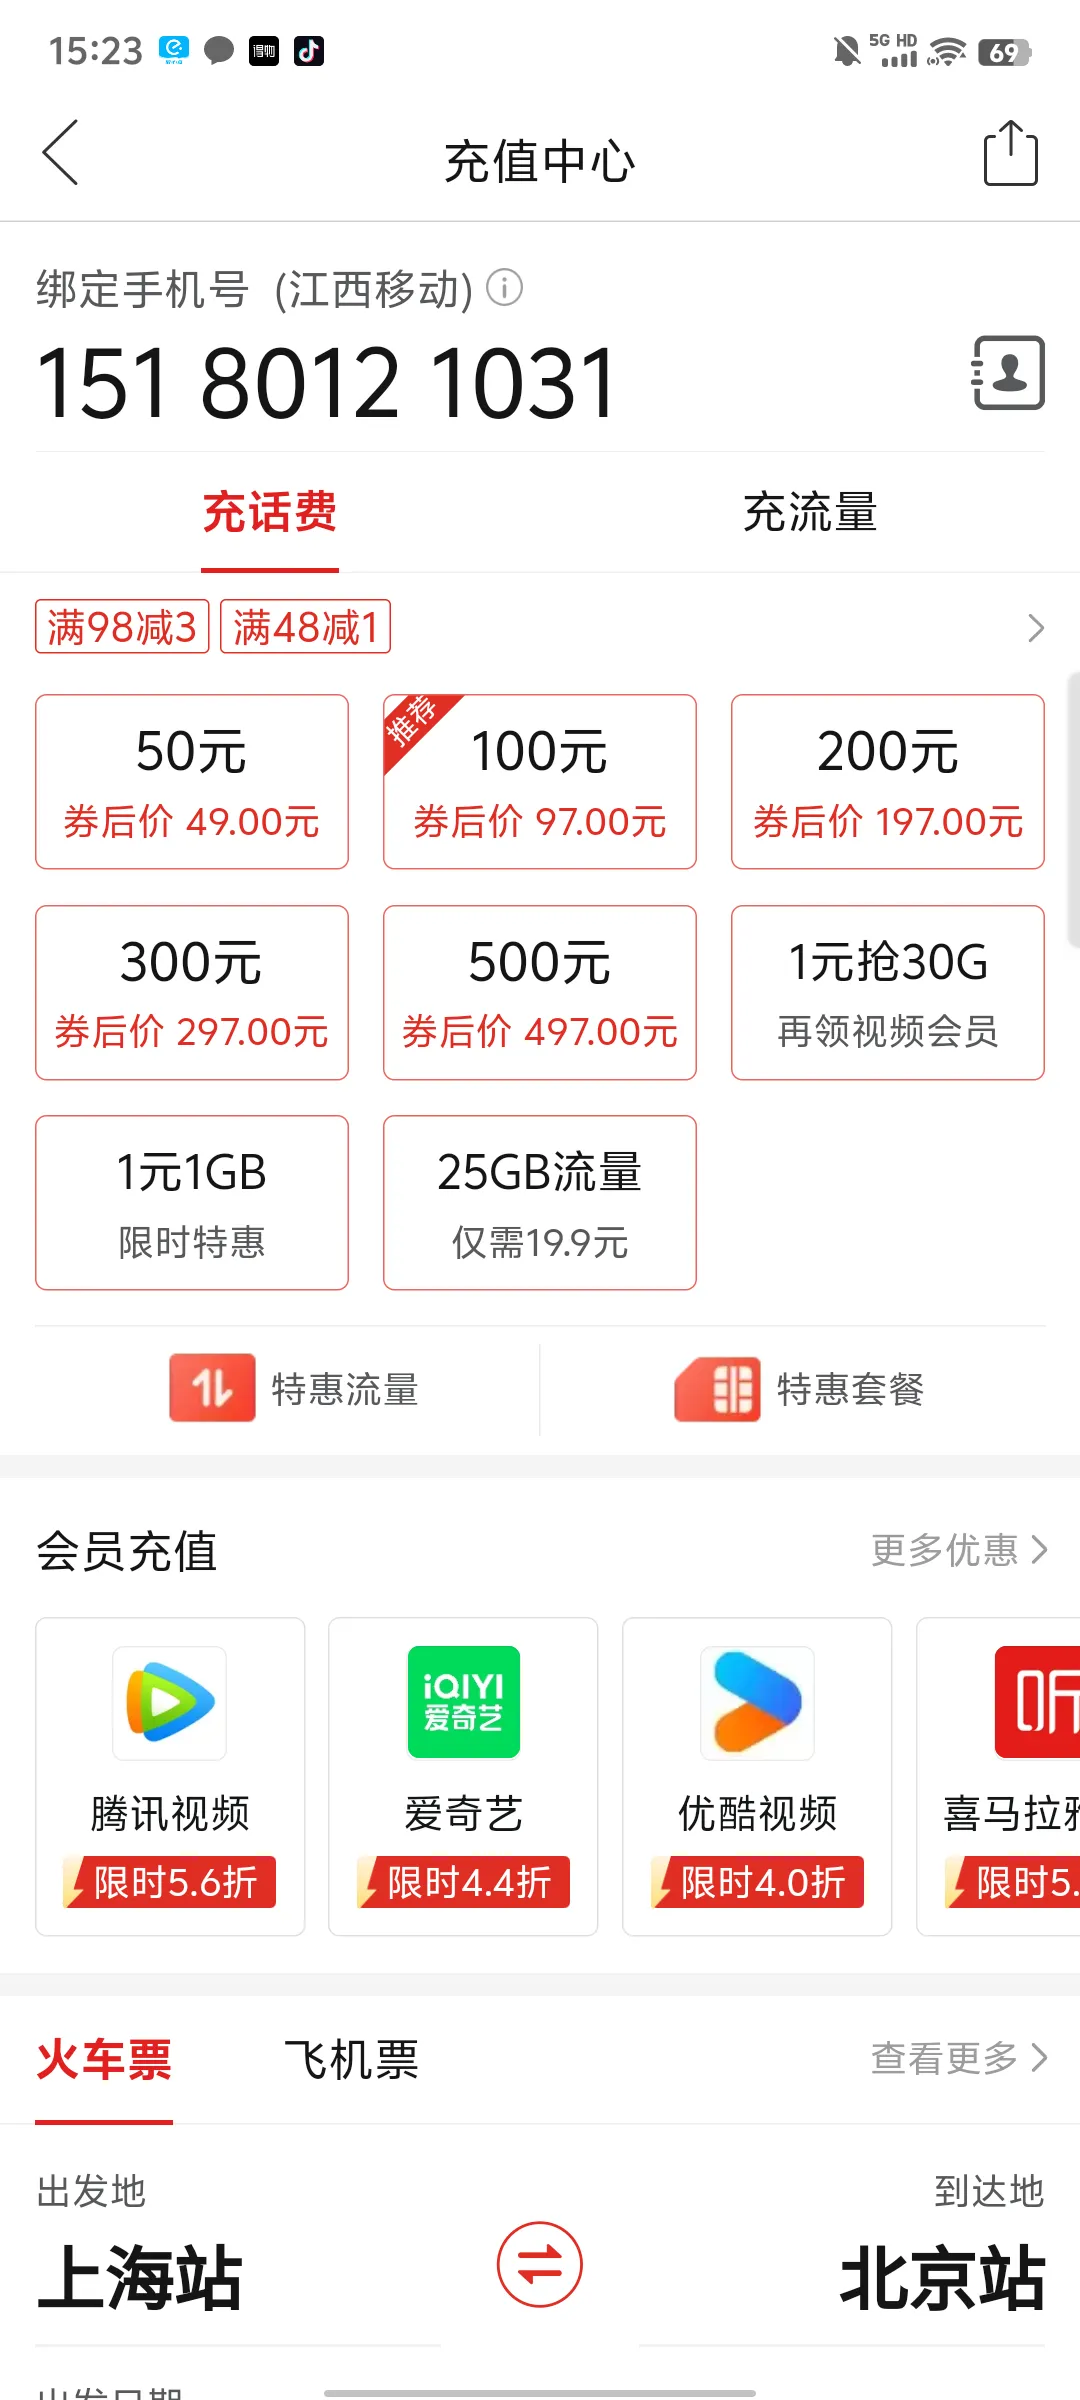 15:23 得物 5G HD 69
充值中心
绑定手机号 (江西移动)
151 8012 1031
充话费 充流量
满98减3 满48减1
推荐
50元 100元 200元
券后价 49.00元 券后价 97.00元 券后价 197.00元
300元 500元 1元抢30G
券后价 297.00元 券后价 497.00元 再领视频会员
1元1GB 25GB流量
限时特惠 仅需19.9元
特惠流量 特惠套餐
会员充值 更多优惠
iQIYI
爱奇艺 听
腾讯视频 爱奇艺 优酷视频 喜马拉雅
限时5.6折 限时4.4折 限时4.0折 限时5.
火车票 飞机票 查看更多
出发地 到达地
上海站 北京站
出发日期